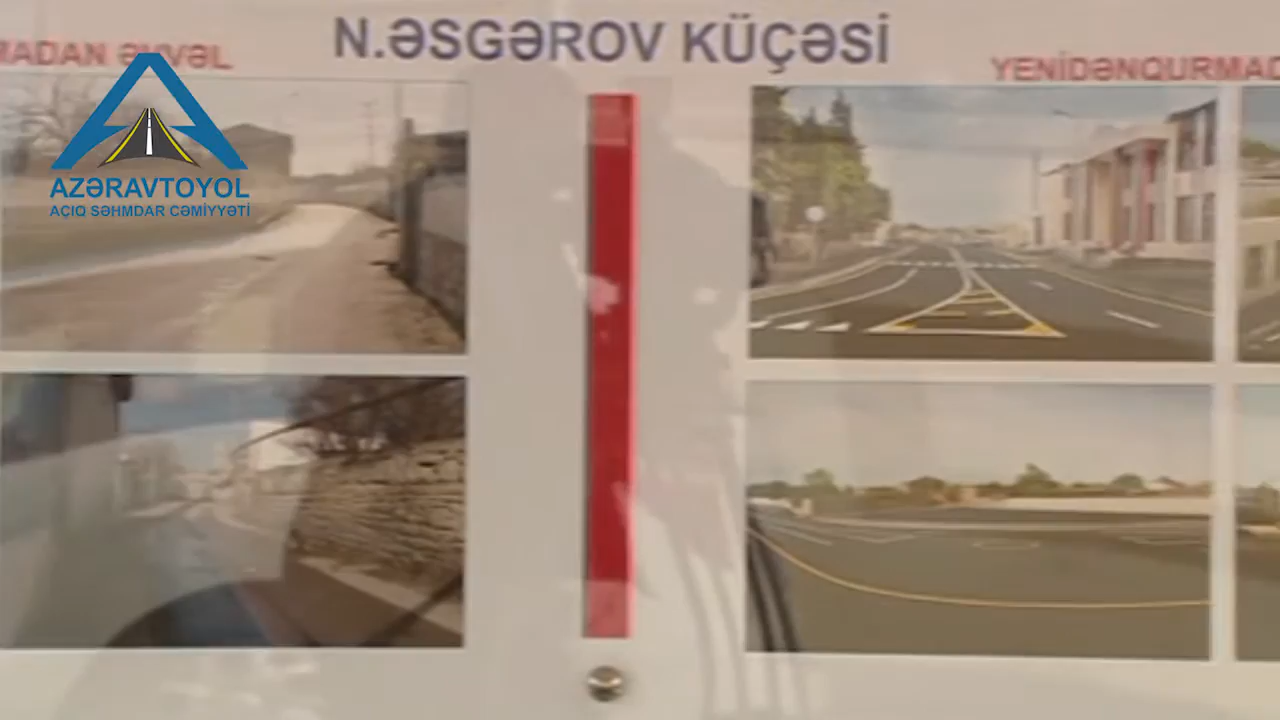 N.ƏSGƏROV KÜÇƏSİ
MADAN ƏVVƏL
YENİDƏNQURMAD
AZƏRAVTOYOL
AÇIQ SƏHMDAR CƏMİYYƏTİ